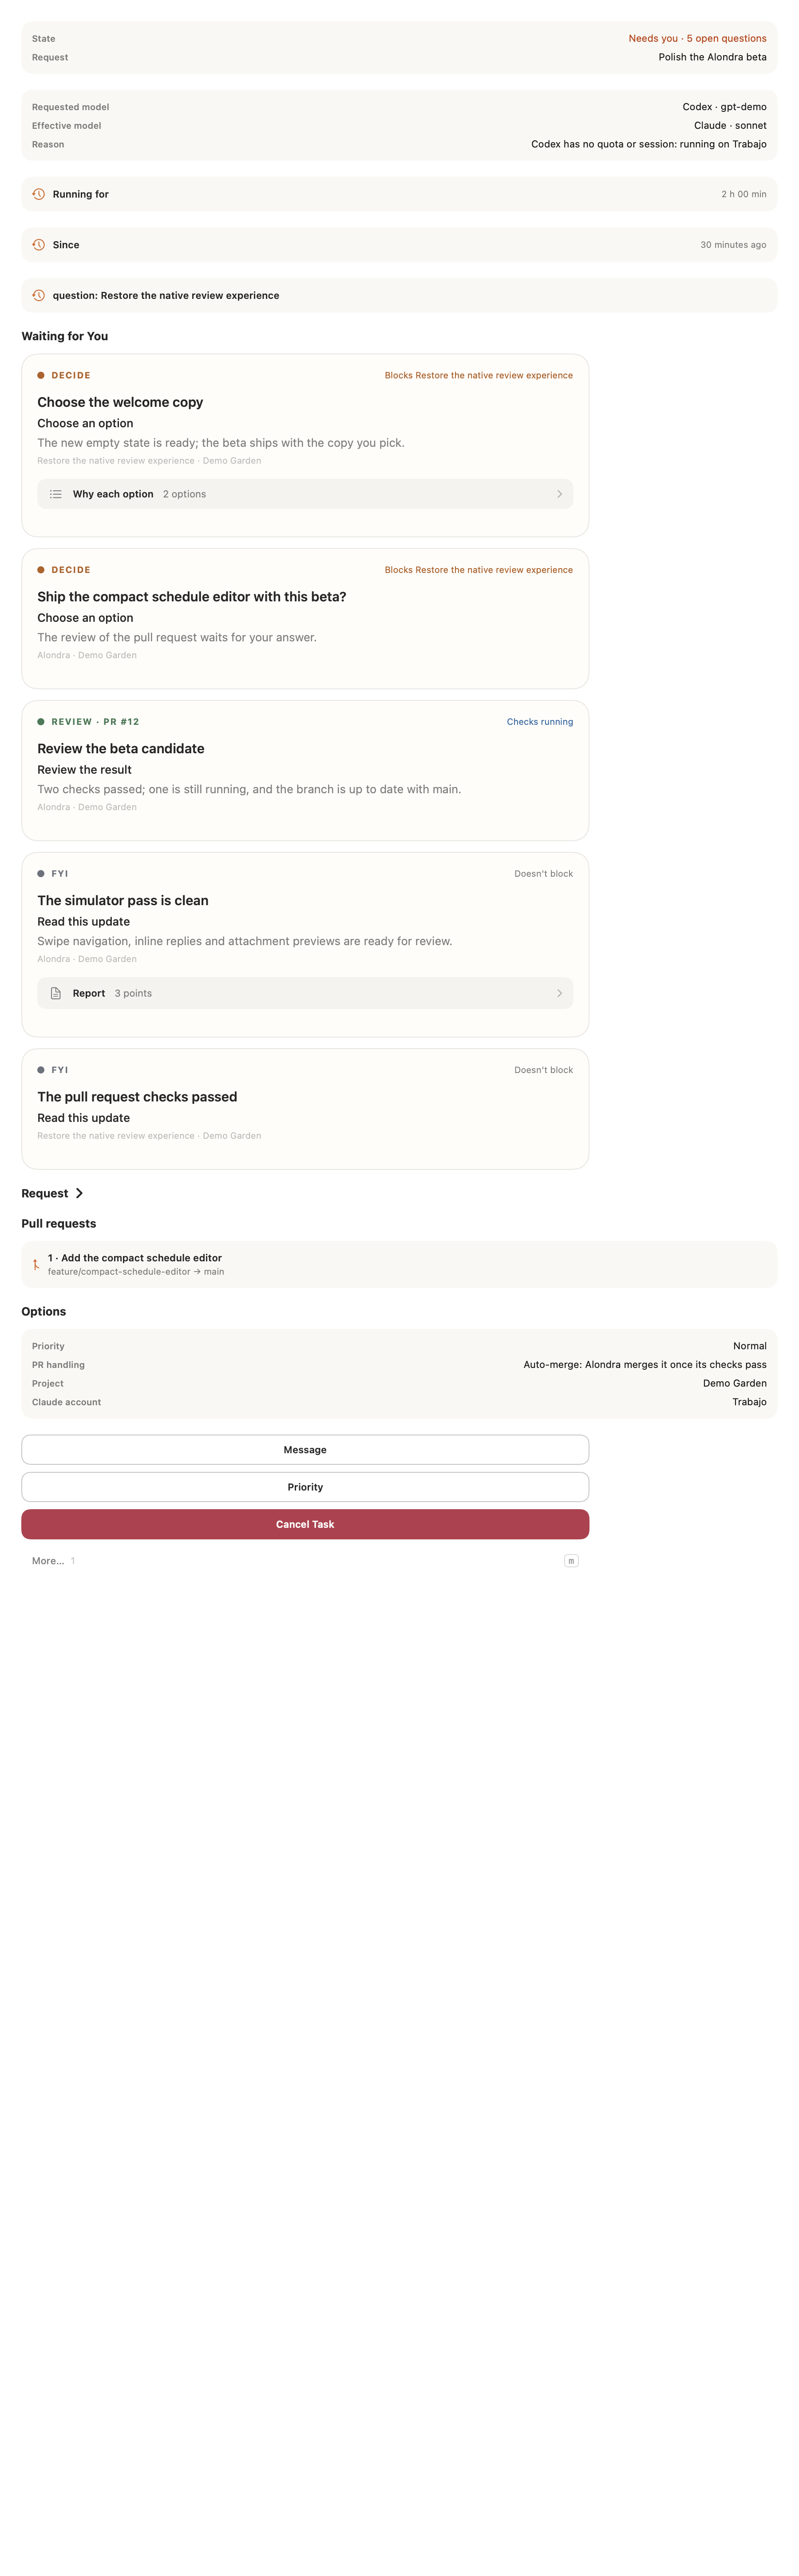 State Needs you · 5 open questions
Request Polish the Alondra beta
Requested model Codex · gpt-demo
Effective model Claude · sonnet
Reason Codex has no quota or session: running on Trabajo
Running for 2 h 00 min
Since 30 minutes ago
question: Restore the native review experience
Waiting for You
DECIDE Blocks Restore the native review experience
Choose the welcome copy
Choose an option
The new empty state is ready; the beta ships with the copy you pick.
Restore the native review experience · Demo Garden
Why each option 2 options
DECIDE Blocks Restore the native review experience
Ship the compact schedule editor with this beta?
Choose an option
The review of the pull request waits for your answer.
Alondra · Demo Garden
REVIEW · PR #12 Checks running
Review the beta candidate
Review the result
Two checks passed; one is still running, and the branch is up to date with main.
Alondra · Demo Garden
FYI Doesn't block
The simulator pass is clean
Read this update
Swipe navigation, inline replies and attachment previews are ready for review.
Alondra · Demo Garden
Report 3 points
FYI Doesn't block
The pull request checks passed
Read this update
Restore the native review experience · Demo Garden
Request
Pull requests
1 · Add the compact schedule editor
feature/compact-schedule-editor → main
Options
Priority Normal
PR handling Auto-merge: Alondra merges it once its checks pass
Project Demo Garden
Claude account Trabajo
Message
Priority
Cancel Task
More... 1 m